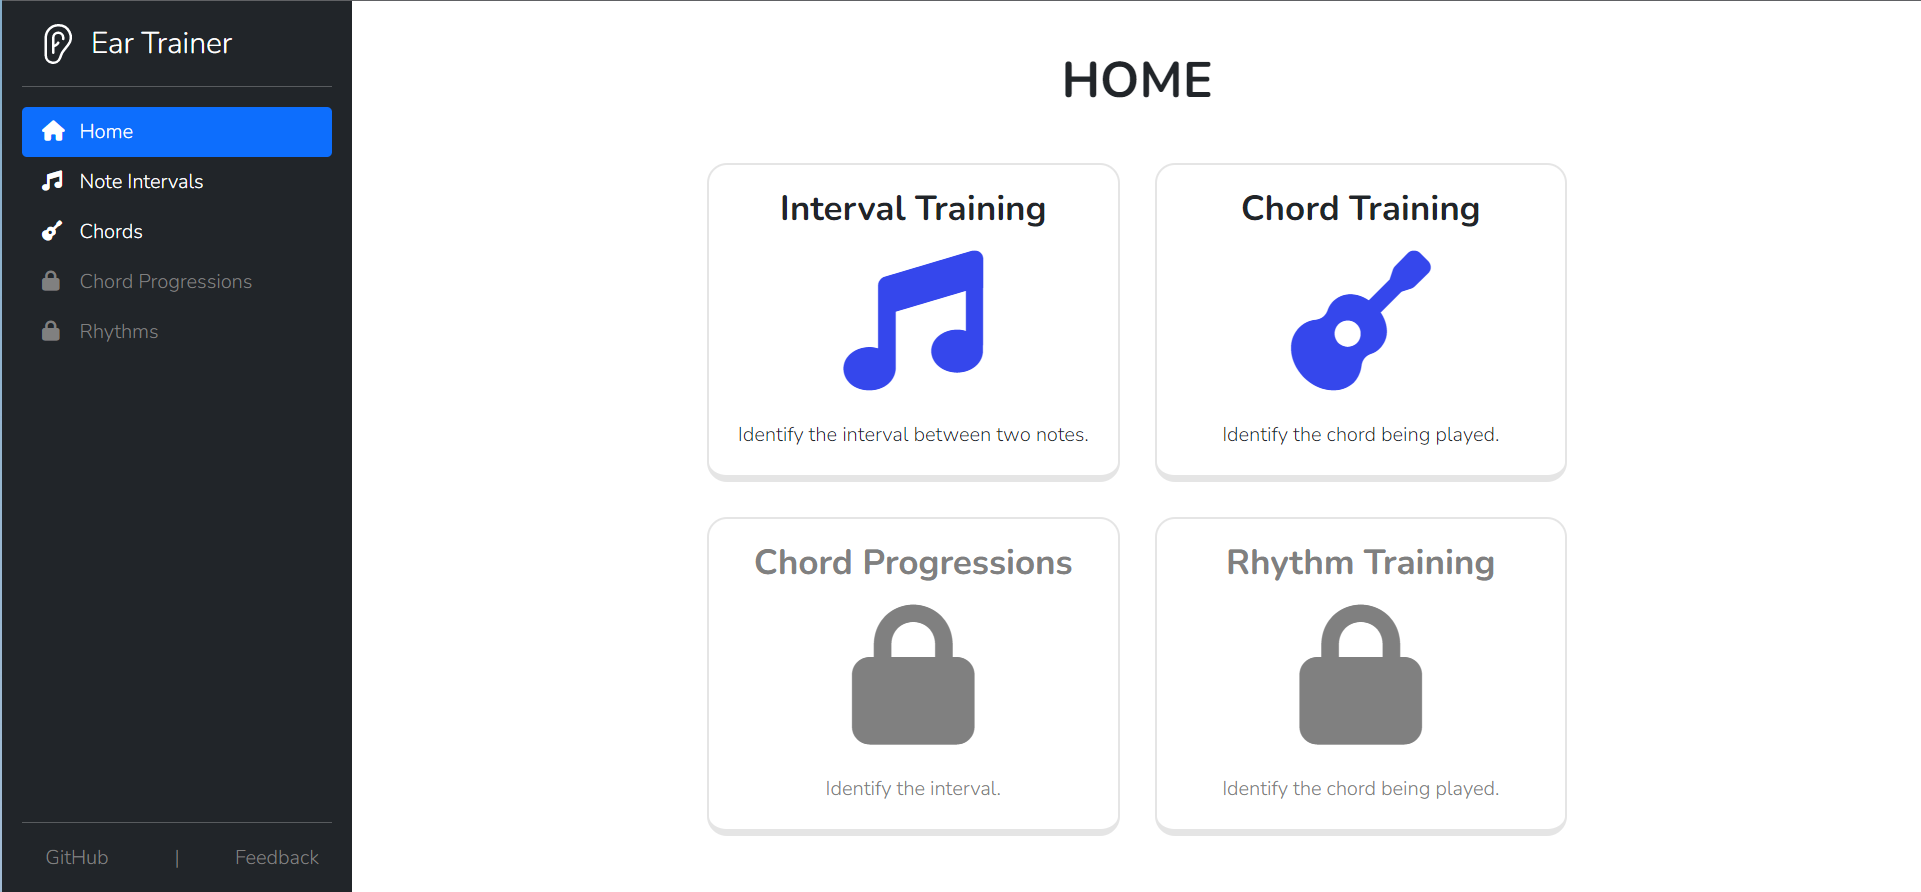 Ear Trainer
Home
Note Intervals
Chords
Chord Progressions
Rhythms
GitHub | Feedback
HOME
Interval Training
Identify the interval between two notes.
Chord Training
Identify the chord being played.
Chord Progressions
Identify the interval.
Rhythm Training
Identify the chord being played.